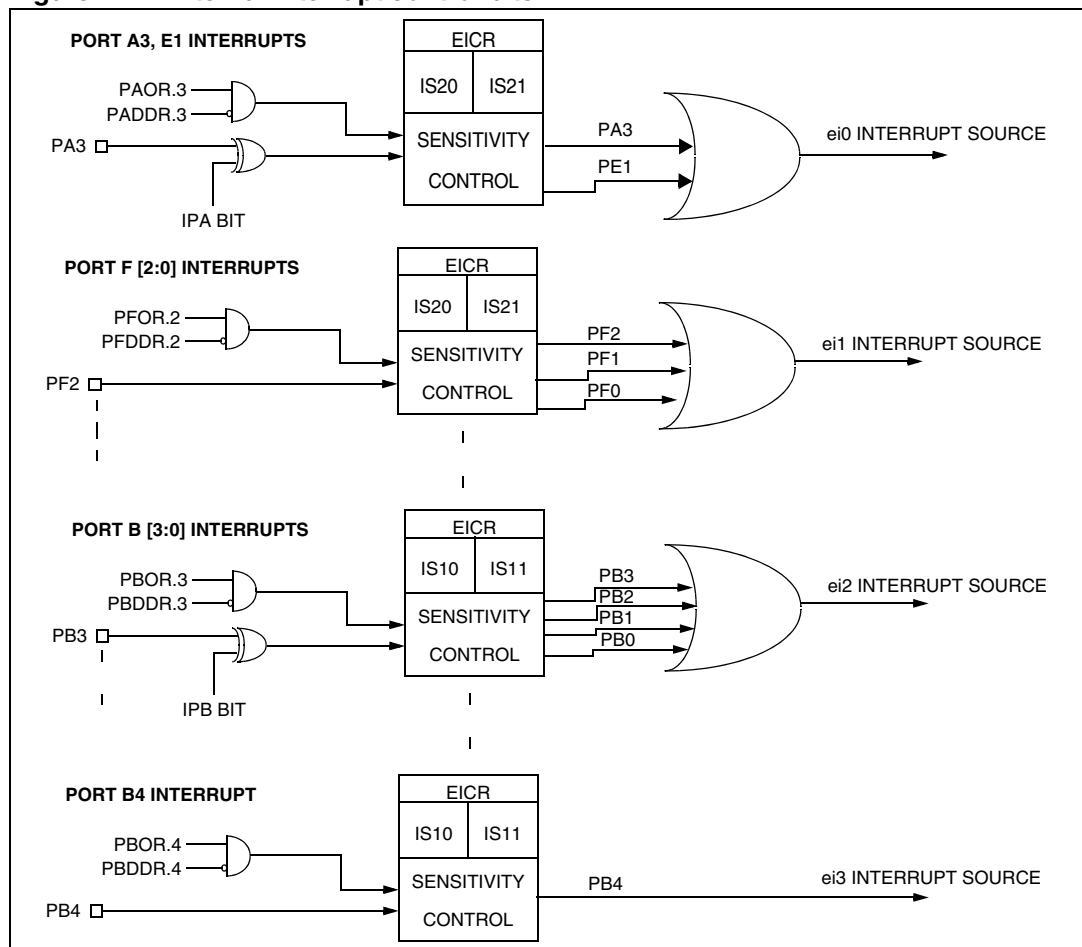 PORT A3, E1 INTERRUPTS
EICR
IS20 IS21
PAOR.3
PADDR.3
PA3
IPA BIT
SENSITIVITY
CONTROL
PA3
PE1
ei0 INTERRUPT SOURCE
PORT F [2:0] INTERRUPTS
EICR
IS20 IS21
PFOR.2
PFDDR.2
PF2
SENSITIVITY
CONTROL
PF2
PF1
PF0
ei1 INTERRUPT SOURCE
PORT B [3:0] INTERRUPTS
EICR
IS10 IS11
PBOR.3
PBDDR.3
PB3
IPB BIT
SENSITIVITY
CONTROL
PB3
PB2
PB1
PB0
ei2 INTERRUPT SOURCE
PORT B4 INTERRUPT
EICR
IS10 IS11
PBOR.4
PBDDR.4
PB4
SENSITIVITY
CONTROL
PB4
ei3 INTERRUPT SOURCE